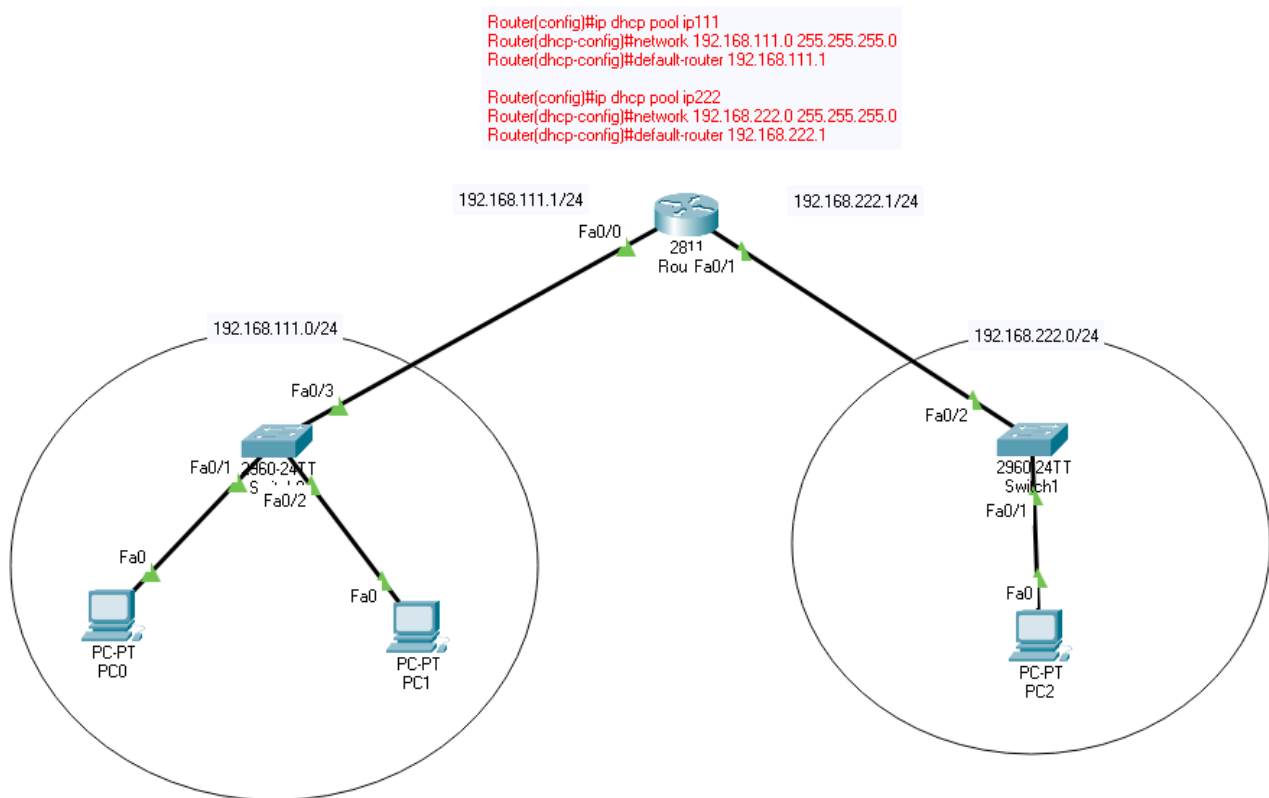 Router(config)#ip dhcp pool ip111
Router(dhcp-config)#network 192.168.111.0 255.255.255.0
Router(dhcp-config)#default-router 192.168.111.1
Router(config)#ip dhcp pool ip222
Router(dhcp-config)#network 192.168.222.0 255.255.255.0
Router(dhcp-config)#default-router 192.168.222.1
192.168.111.1/24
192.168.222.1/24
Fa0/0
2811
Rou Fa0/1
192.168.111.0/24
192.168.222.0/24
Fa0/3
Fa0/2
Fa0/1
2960-24TT
Fa0/2
2960-24TT
Switch1
Fa0/1
Fa0
Fa0
Fa0
PC-PT
PC0
PC-PT
PC1
PC-PT
PC2